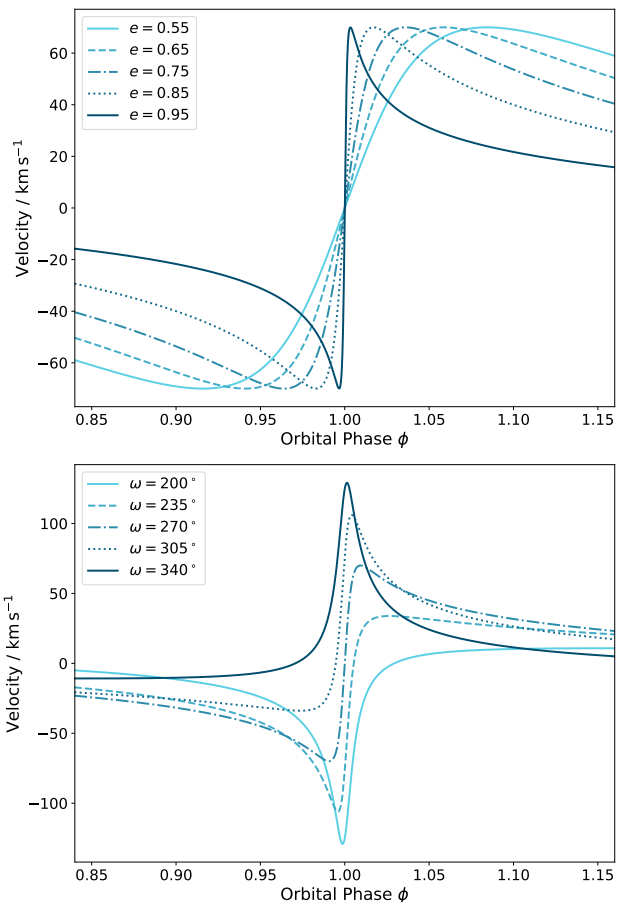 e = 0.55
e = 0.65
e = 0.75
e = 0.85
e = 0.95
60
40
20
0
−20
−40
−60
Velocity / km s⁻¹
0.85 0.90 0.95 1.00 1.05 1.10 1.15
Orbital Phase ϕ
ω = 200°
ω = 235°
ω = 270°
ω = 305°
ω = 340°
100
50
0
−50
−100
Velocity / km s⁻¹
0.85 0.90 0.95 1.00 1.05 1.10 1.15
Orbital Phase ϕ